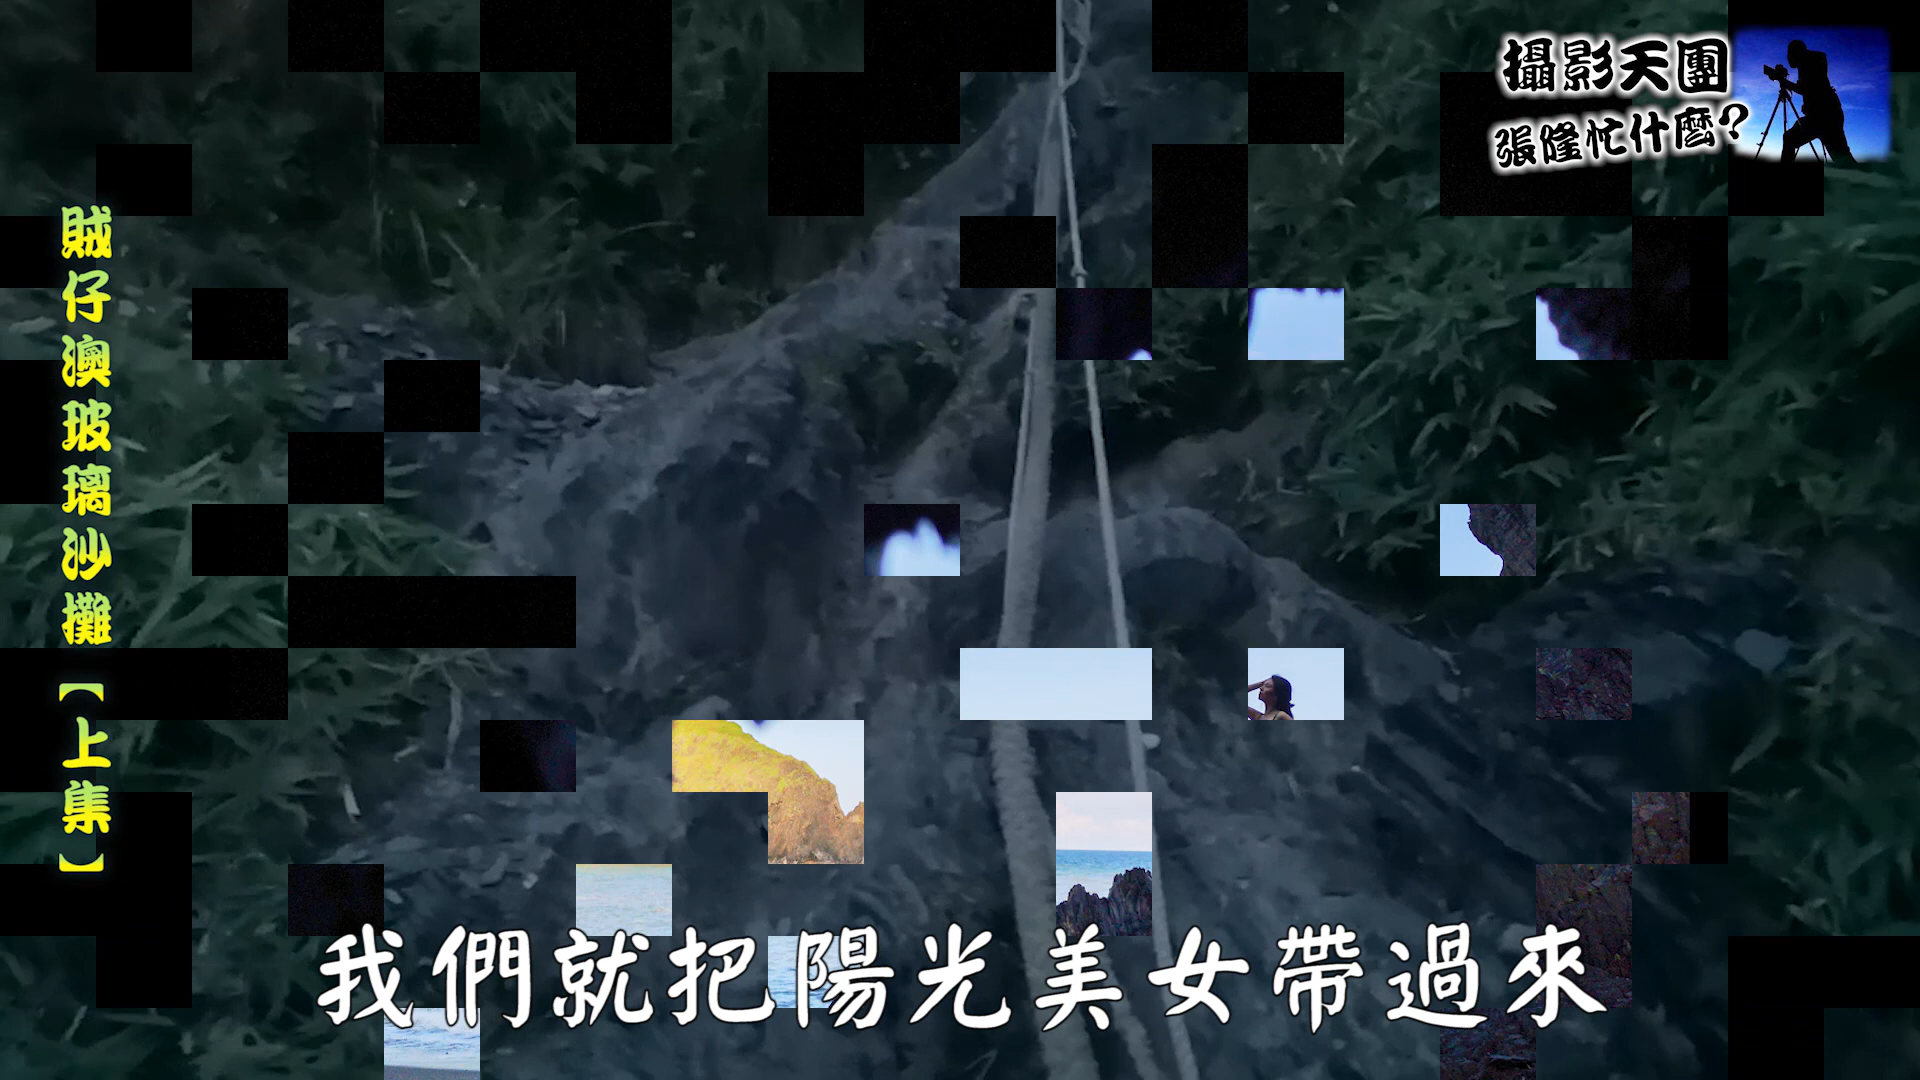 攝影天團
張隆忙什麼?
賊仔澳玻璃沙攤【上集】
我們就把陽光美女帶過來